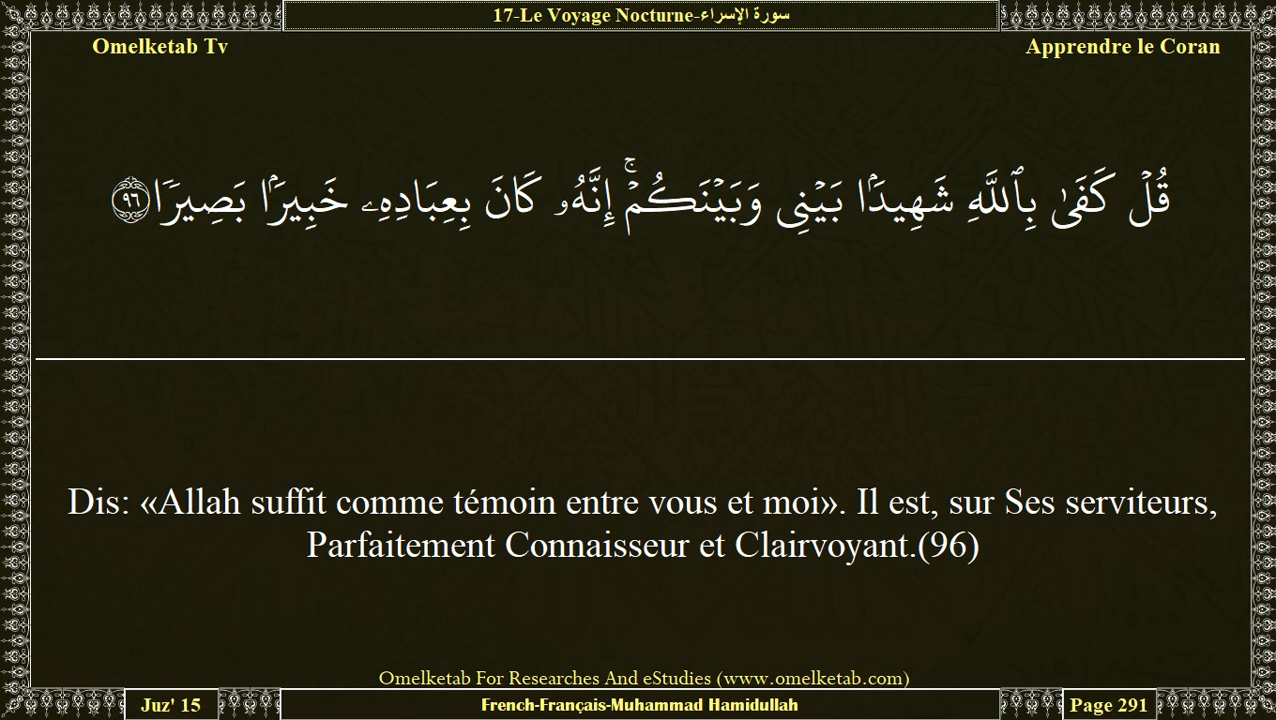 17-Le Voyage Nocturne-سورة الإسراء
Omelketab Tv
Apprendre le Coran
قُلۡ كَفَىٰ بِٱللَّهِ شَهِيدَۢا بَيۡنِي وَبَيۡنَكُمۡۚ إِنَّهُۥ كَانَ بِعِبَادِهِۦ خَبِيرَۢا بَصِيرٗا ٩٦
Dis: «Allah suffit comme témoin entre vous et moi». Il est, sur Ses serviteurs,
Parfaitement Connaisseur et Clairvoyant.(96)
Omelketab For Researches And eStudies (www.omelketab.com)
Juz' 15
French-Français-Muhammad Hamidullah
Page 291